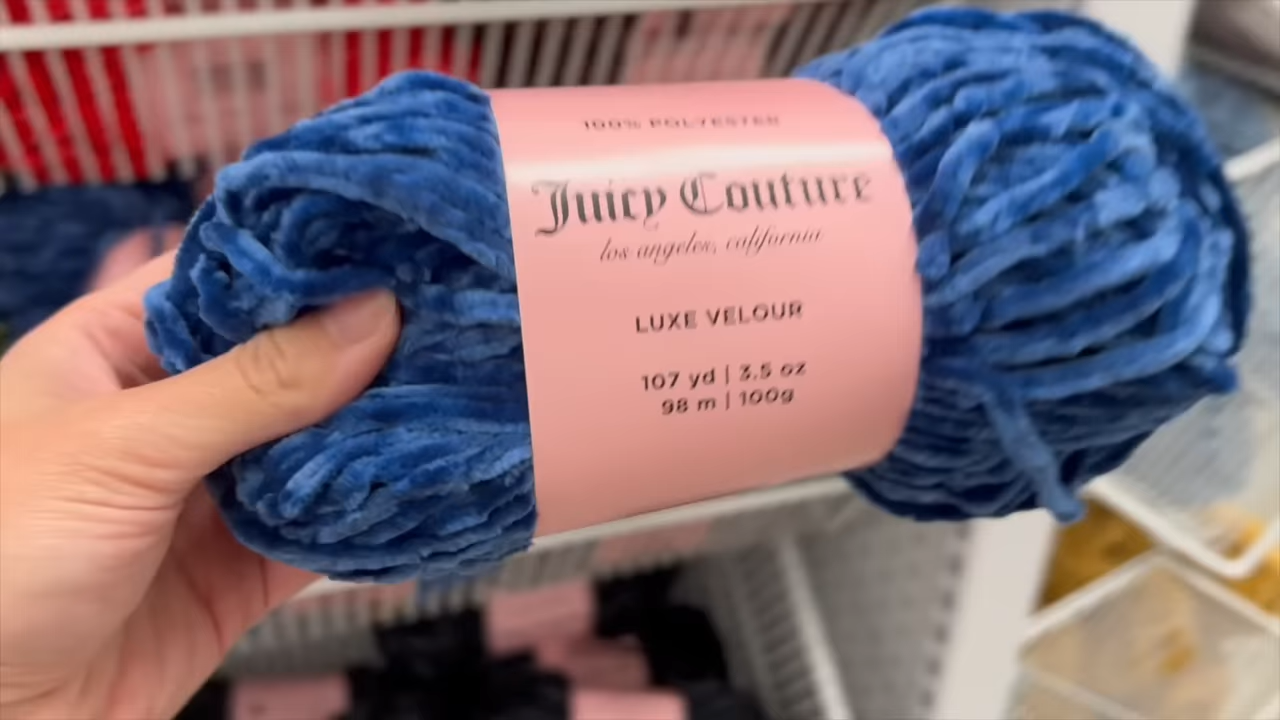 100% POLYESTER
Juicy Couture
los angeles, california
LUXE VELOUR
107 yd | 3.5 oz
98 m | 100g